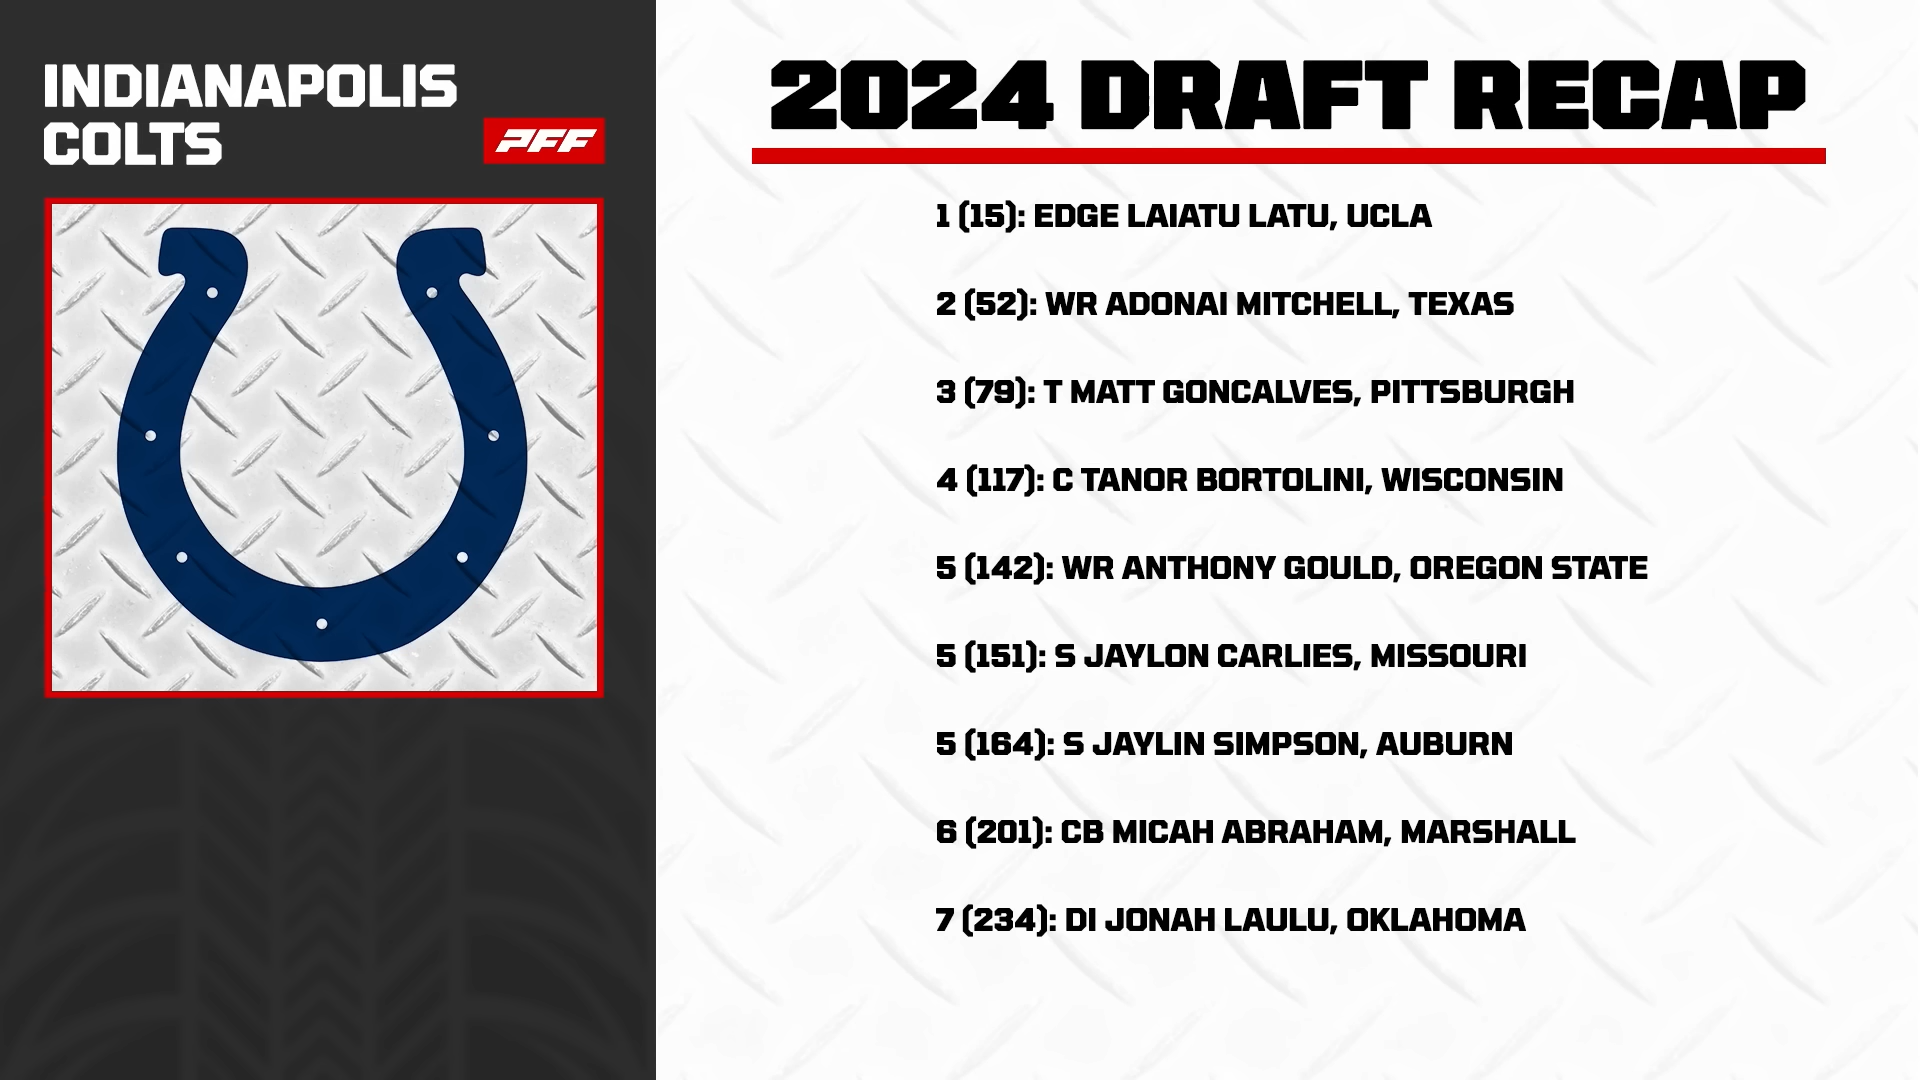 INDIANAPOLIS
COLTS
PFF
2024 DRAFT RECAP
1 (15): EDGE LAIATU LATU, UCLA
2 (52): WR ADONAI MITCHELL, TEXAS
3 (79): T MATT GONCALVES, PITTSBURGH
4 (117): C TANOR BORTOLINI, WISCONSIN
5 (142): WR ANTHONY GOULD, OREGON STATE
5 (151): S JAYLON CARLIES, MISSOURI
5 (164): S JAYLIN SIMPSON, AUBURN
6 (201): CB MICAH ABRAHAM, MARSHALL
7 (234): DI JONAH LAULU, OKLAHOMA